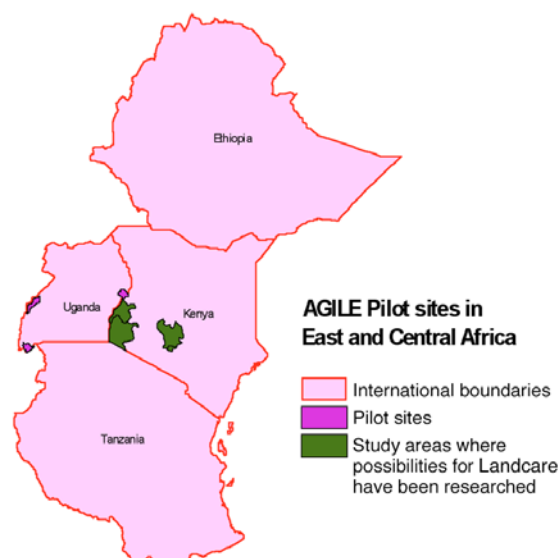 Ethiopia
Uganda
Kenya
Tanzania
AGILE Pilot sites in
East and Central Africa
International boundaries
Pilot sites
Study areas where
possibilities for Landcare
have been researched